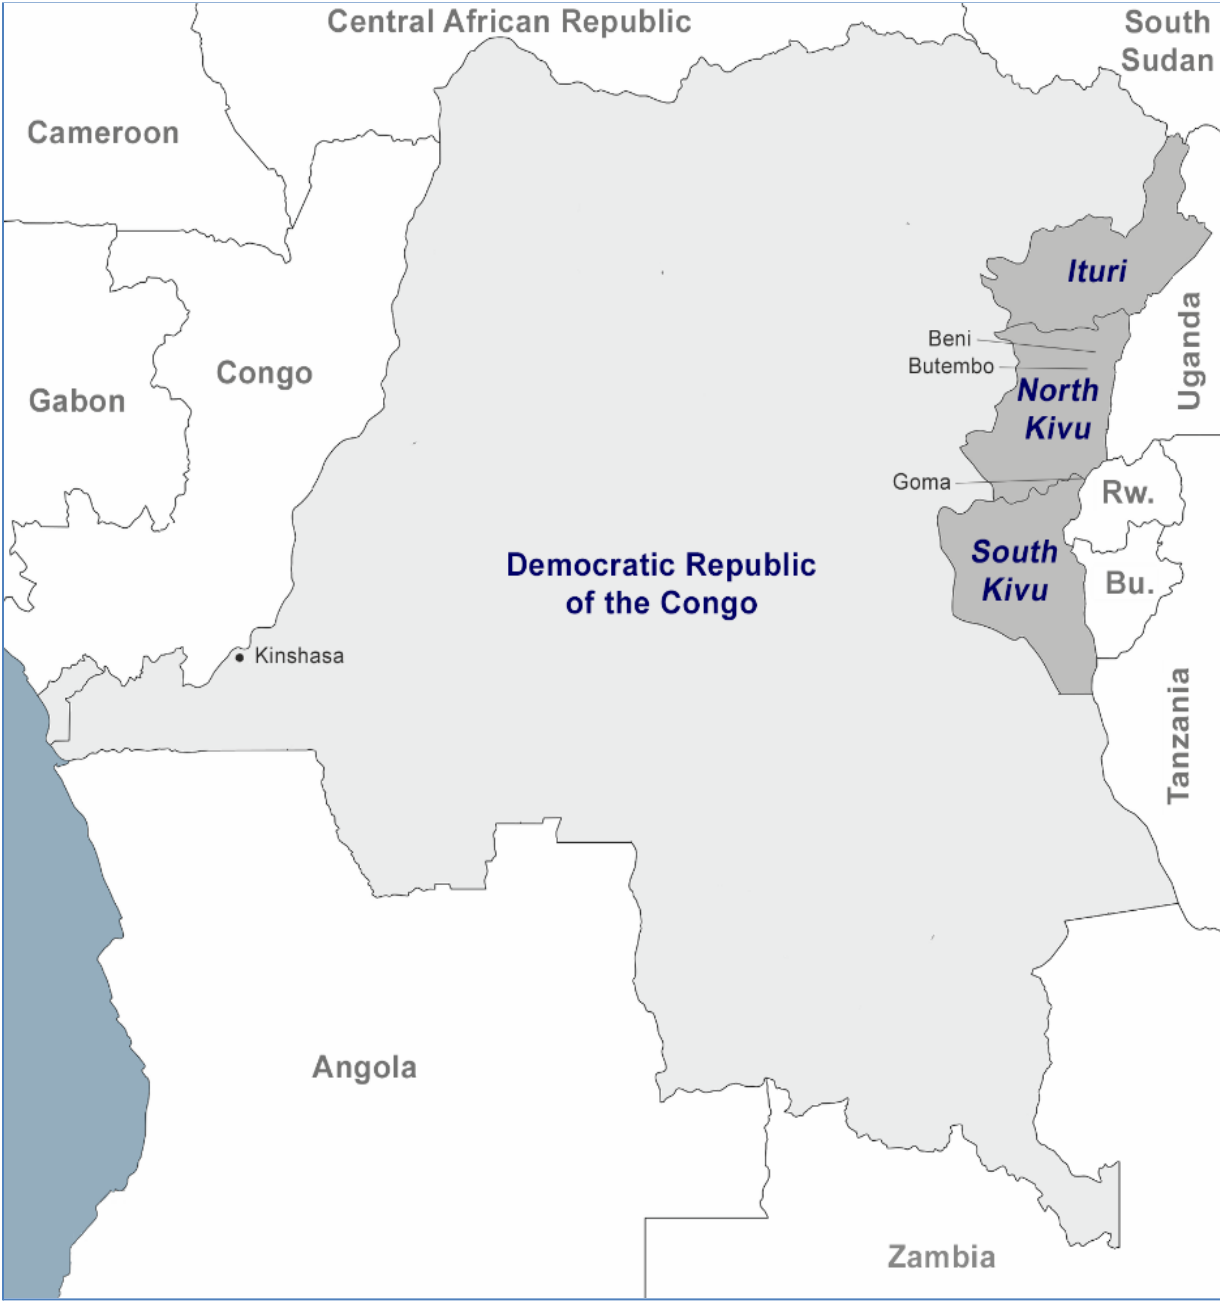 Central African Republic
South
Sudan
Cameroon
Ituri
Uganda
Beni
Butembo
Congo
Gabon
North
Kivu
Goma
Rw.
South
Kivu
Democratic Republic
of the Congo
Bu.
Kinshasa
Tanzania
Angola
Zambia